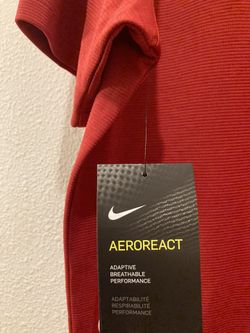 AEROREACT
ADAPTIVE
BREATHABLE
PERFORMANCE
ADAPTABILITÉ
RESPIRABILITÉ
PERFORMANCE